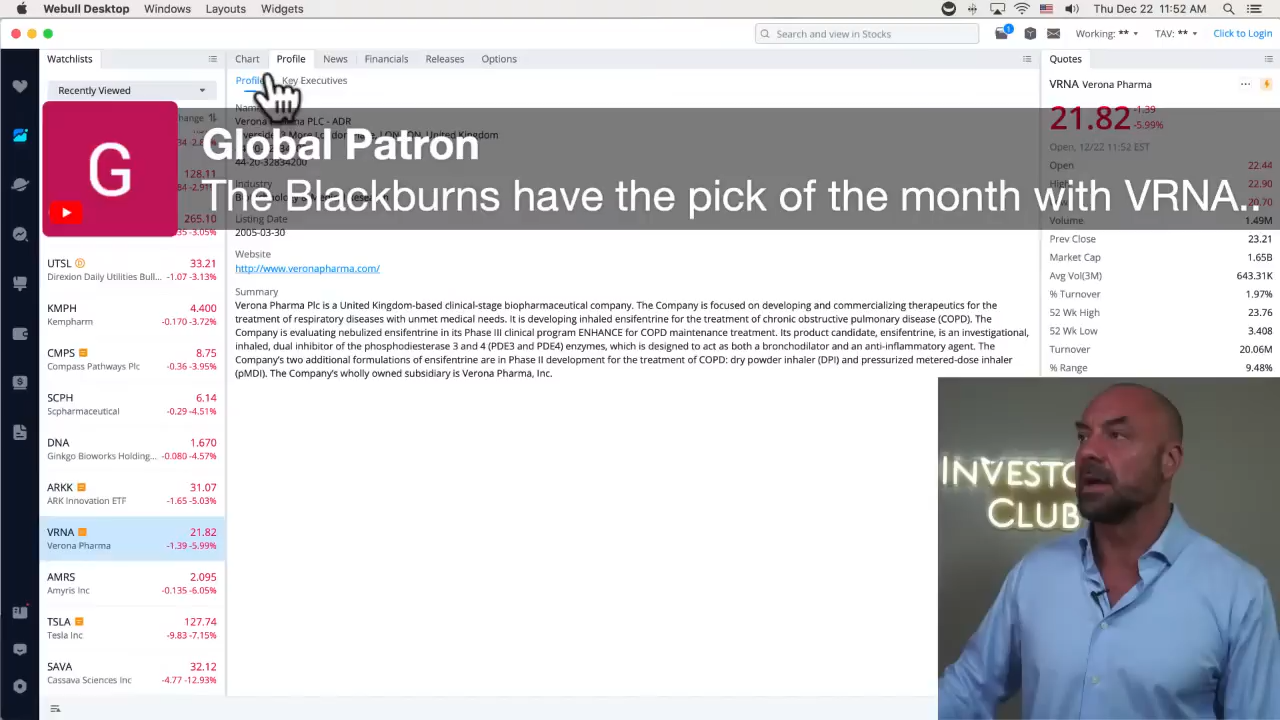 Webull Desktop Windows Layouts Widgets
Thu Dec 22 11:52 AM
Search and view in Stocks
1
Working: ** TAV: ** Click to Login
Watchlists
Chart Profile News Financials Releases Options
Quotes
Recently Viewed
Profile Key Executives
VRNA Verona Pharma
21.82 -1.39
-5.99%
Open, 12/22 11:52 EST
G
Global Patron
The Blackburns have the pick of the month with VRNA...
PLC - ADR
London, United Kingdom
44-20-32834200
Industry
Listing Date
2005-03-30
Website
http://www.veronapharma.com/
Summary
Verona Pharma Plc is a United Kingdom-based clinical-stage biopharmaceutical company. The Company is focused on developing and commercializing therapeutics for the
treatment of respiratory diseases with unmet medical needs. It is developing inhaled ensifentrine for the treatment of chronic obstructive pulmonary disease (COPD). The
Company is evaluating nebulized ensifentrine in its Phase III clinical program ENHANCE for COPD maintenance treatment. Its product candidate, ensifentrine, is an investigational,
inhaled, dual inhibitor of the phosphodiesterase 3 and 4 (PDE3 and PDE4) enzymes, which is designed to act as both a bronchodilator and an anti-inflammatory agent. The
Company's two additional formulations of ensifentrine are in Phase II development for the treatment of COPD: dry powder inhaler (DPI) and pressurized metered-dose inhaler
(pMDI). The Company's wholly owned subsidiary is Verona Pharma, Inc.
128.11
265.10
-3.05%
UTSL 33.21
Direxion Daily Utilities Bull... -1.07 -3.13%
KMPH 4.400
Kempharm -0.170 -3.72%
CMPS 8.75
Compass Pathways Plc -0.36 -3.95%
SCPH 6.14
Scpharmaceutical -0.29 -4.51%
DNA 1.670
Ginkgo Bioworks Holding... -0.080 -4.57%
ARKK 31.07
ARK Innovation ETF -1.65 -5.03%
VRNA 21.82
Verona Pharma -1.39 -5.99%
AMRS 2.095
Amyris Inc -0.135 -6.05%
TSLA 127.74
Tesla Inc -9.83 -7.15%
SAVA 32.12
Cassava Sciences Inc -4.77 -12.93%
Open 22.44
High 22.90
20.70
Volume 1.49M
Prev Close 23.21
Market Cap 1.65B
Avg Vol(3M) 643.31K
% Turnover 1.97%
52 Wk High 23.76
52 Wk Low 3.408
Turnover 20.06M
% Range 9.48%
INVESTO
CLUB